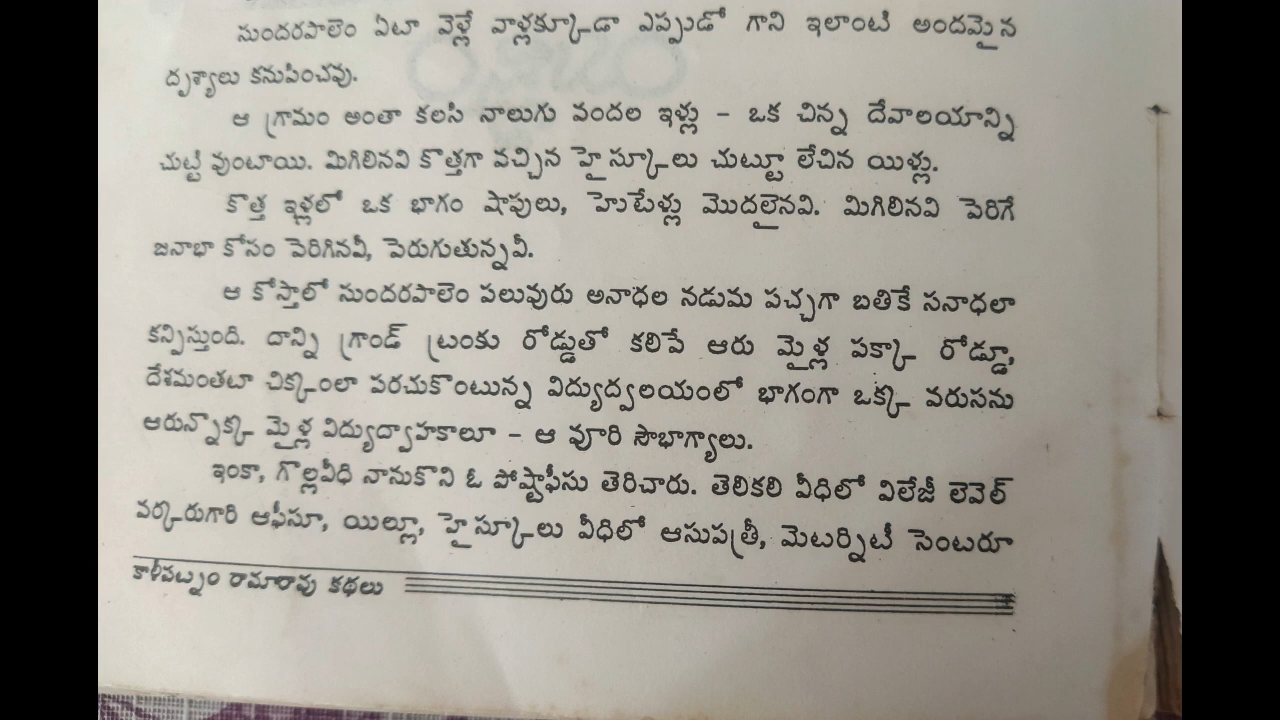 సుందరపాలెం ఏటా వెళ్లే వాళ్లక్కూడా ఎప్పుడో గాని ఇలాంటి అందమైన
దృశ్యాలు కనుపించవు.
ఆ గ్రామం అంతా కలసి నాలుగు వందల ఇళ్లు – ఒక చిన్న దేవాలయాన్ని
చుట్టి వుంటాయి. మిగిలినవి కొత్తగా వచ్చిన హైస్కూలు చుట్టూ లేచిన యిళ్లు.
కొత్త ఇళ్లలో ఒక భాగం షాపులు, హెుటేళ్లు మొదలైనవి. మిగిలినవి పెరిగే
జనాభా కోసం పెరిగినవీ, పెరుగుతున్నవీ.
ఆ కోస్తాలో సుందరపాలెం పలువురు అనాధల నడుమ పచ్చగా బతికే సనాధలా
కన్పిస్తుంది. దాన్ని గ్రాండ్ ట్రంకు రోడ్డుతో కలిపే ఆరు మైళ్ల పక్కా రోడ్డూ,
దేశమంతటా చిక్కంలా పరచుకొంటున్న విద్యుద్వలయంలో భాగంగా ఒక్క వరుసను
ఆరున్నొక్క మైళ్ల విద్యుద్వాహకాలూ – ఆ వూరి సౌభాగ్యాలు.
ఇంకా, గొల్లవీధి నానుకొని ఓ పోష్టాఫీసు తెరిచారు. తెలికలి వీధిలో విలేజీ లెవెల్
వర్కరుగారి ఆఫీసూ, యిల్లూ, హైస్కూలు వీధిలో ఆసుపత్రీ, మెటర్నిటీ సెంటరూ
కాళీపట్నం రామారావు కథలు